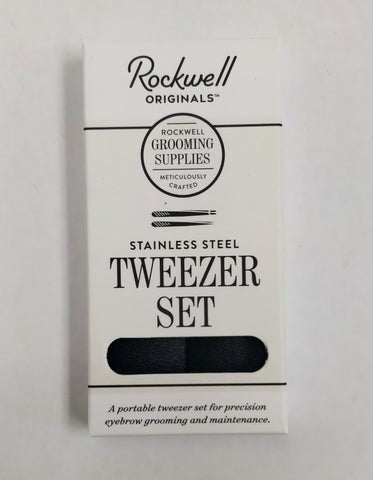 Rockwell
ORIGINALS™
ROCKWELL
GROOMING
SUPPLIES
METICULOUSLY
CRAFTED
STAINLESS STEEL
TWEEZER
SET
A portable tweezer set for precision
eyebrow grooming and maintenance.